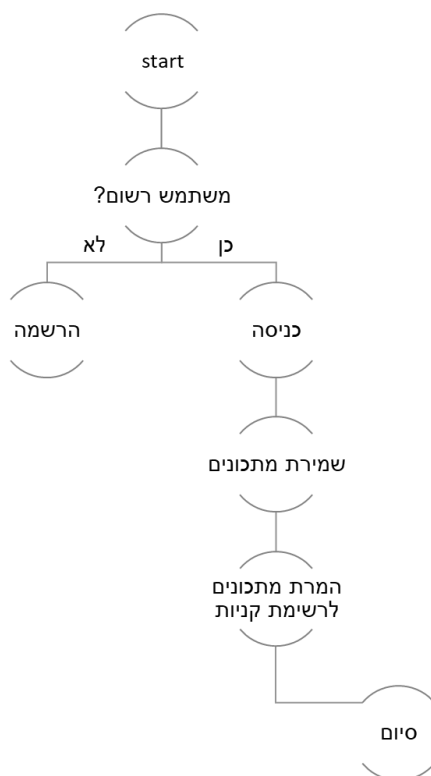 start
משתמש רשום?
כן
לא
כניסה
הרשמה
שמירת מתכונים
המרת מתכונים
לרשימת קניות
סיום